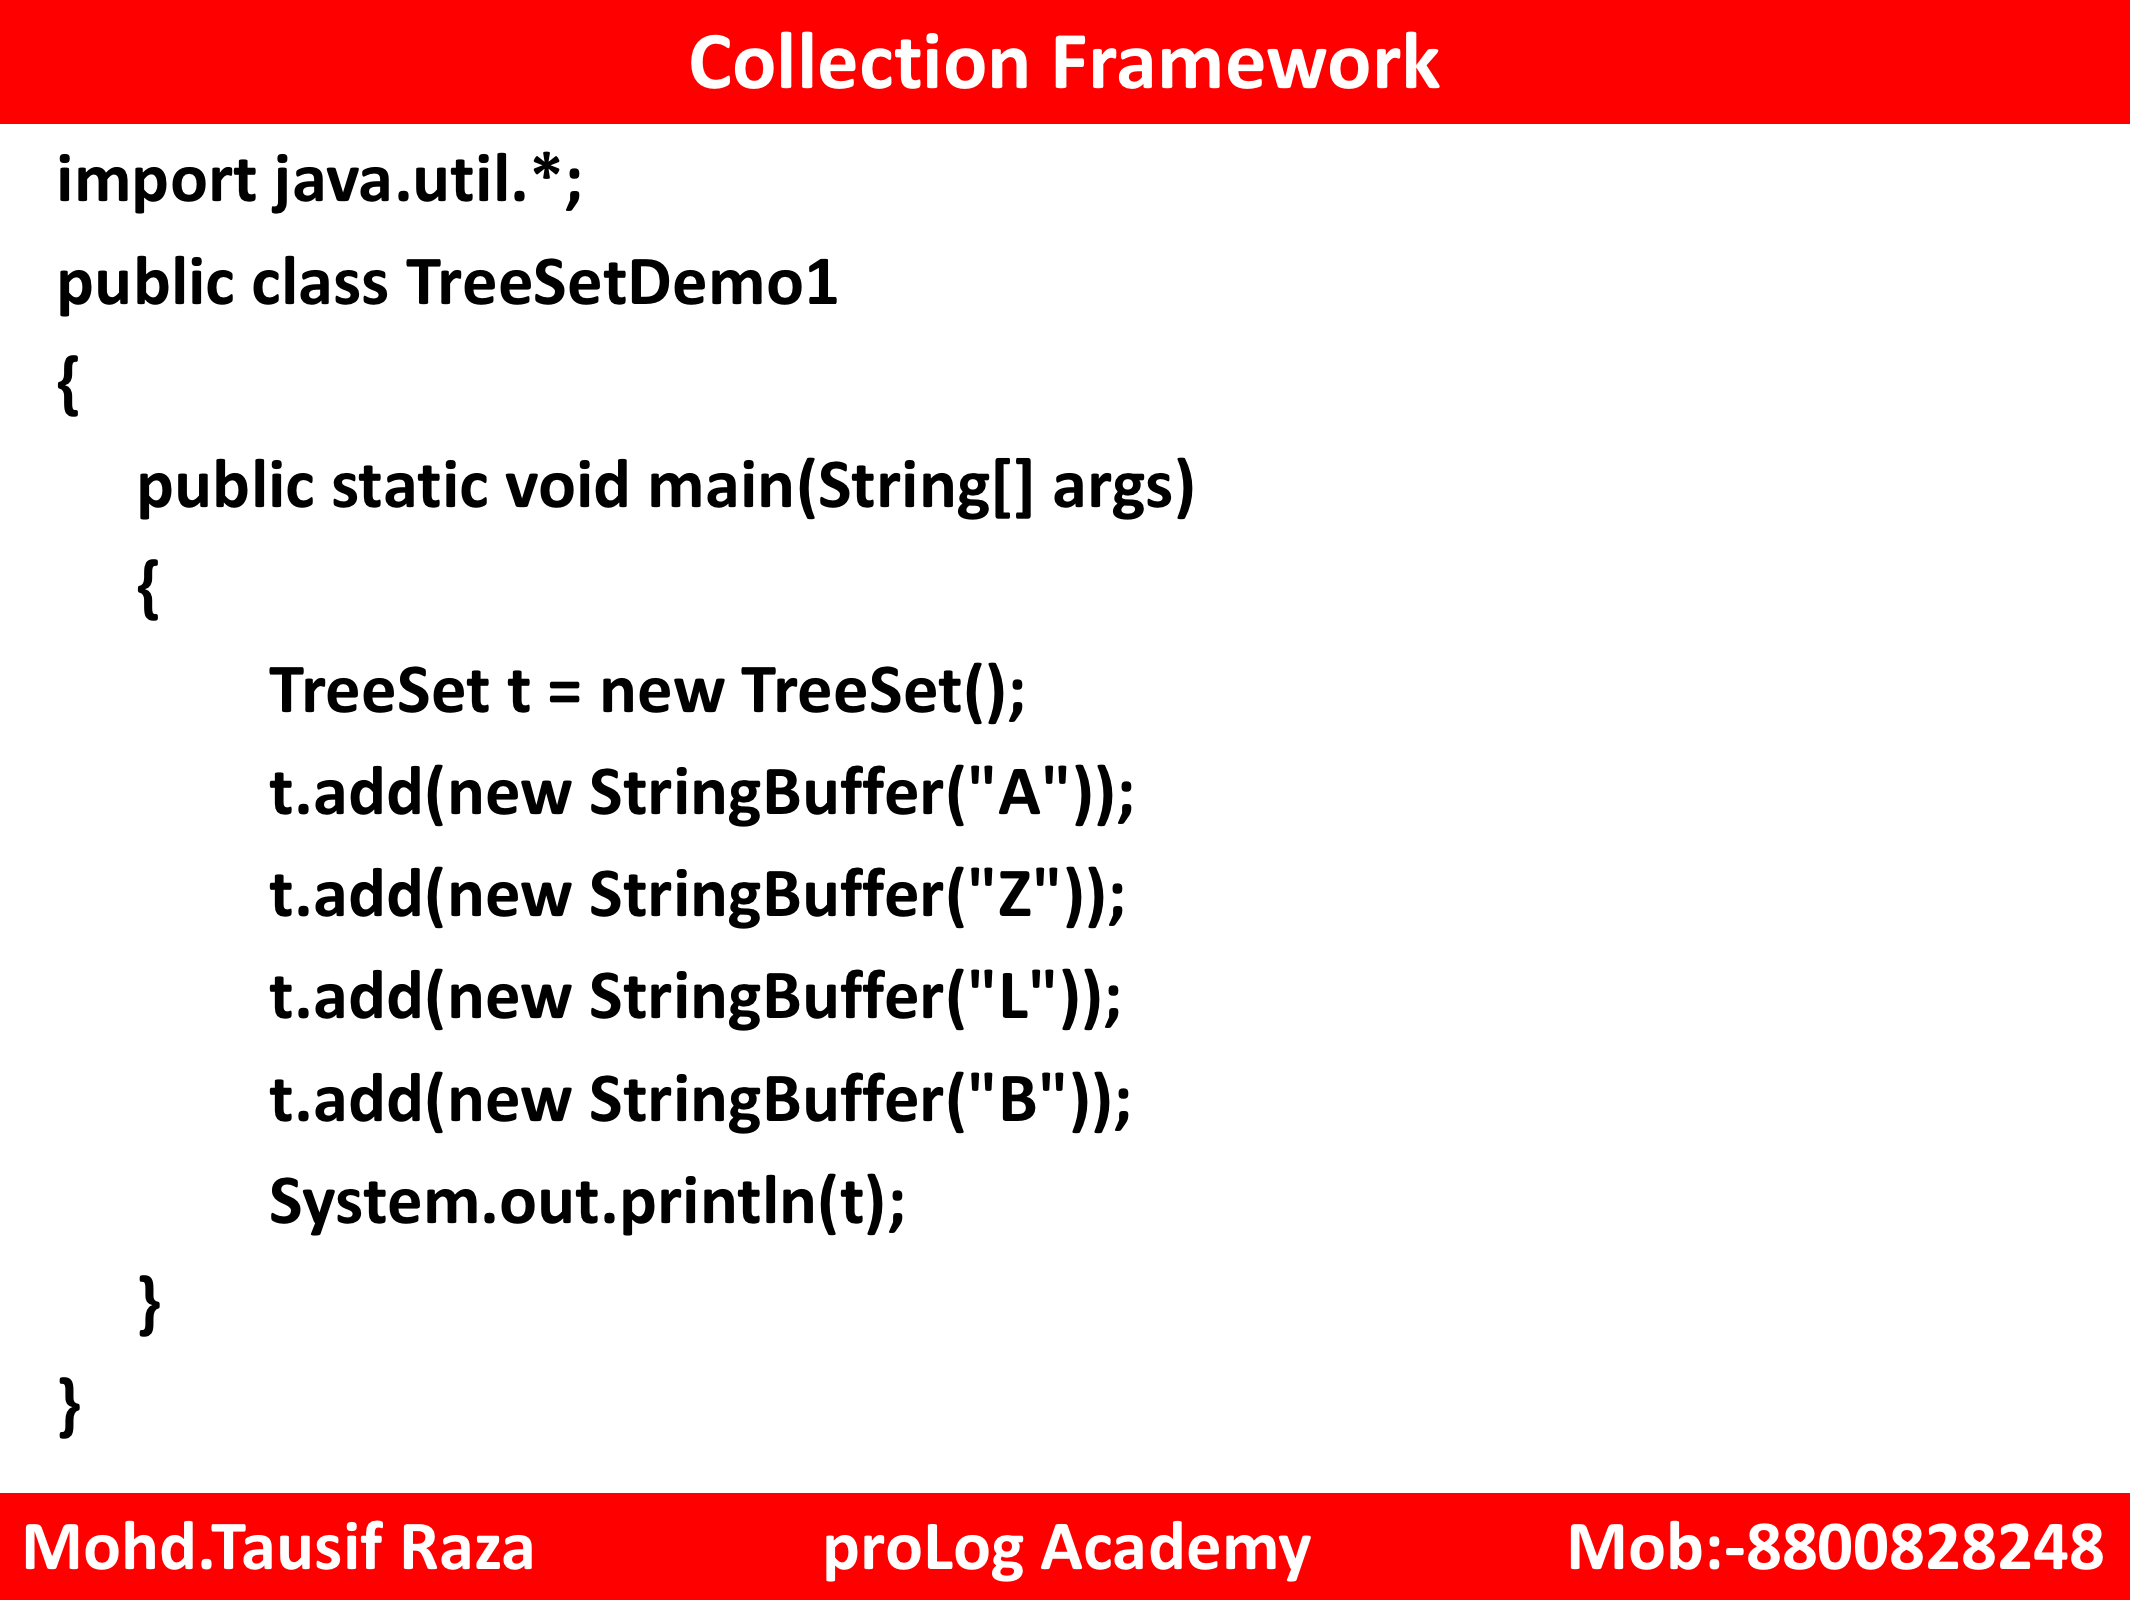 Collection Framework
import java.util.*;
public class TreeSetDemo1
{
public static void main(String[] args)
{
TreeSet t = new TreeSet();
t.add(new StringBuffer("A"));
t.add(new StringBuffer("Z"));
t.add(new StringBuffer("L"));
t.add(new StringBuffer("B"));
System.out.println(t);
}
}
Mohd.Tausif Raza proLog Academy Mob:-8800828248